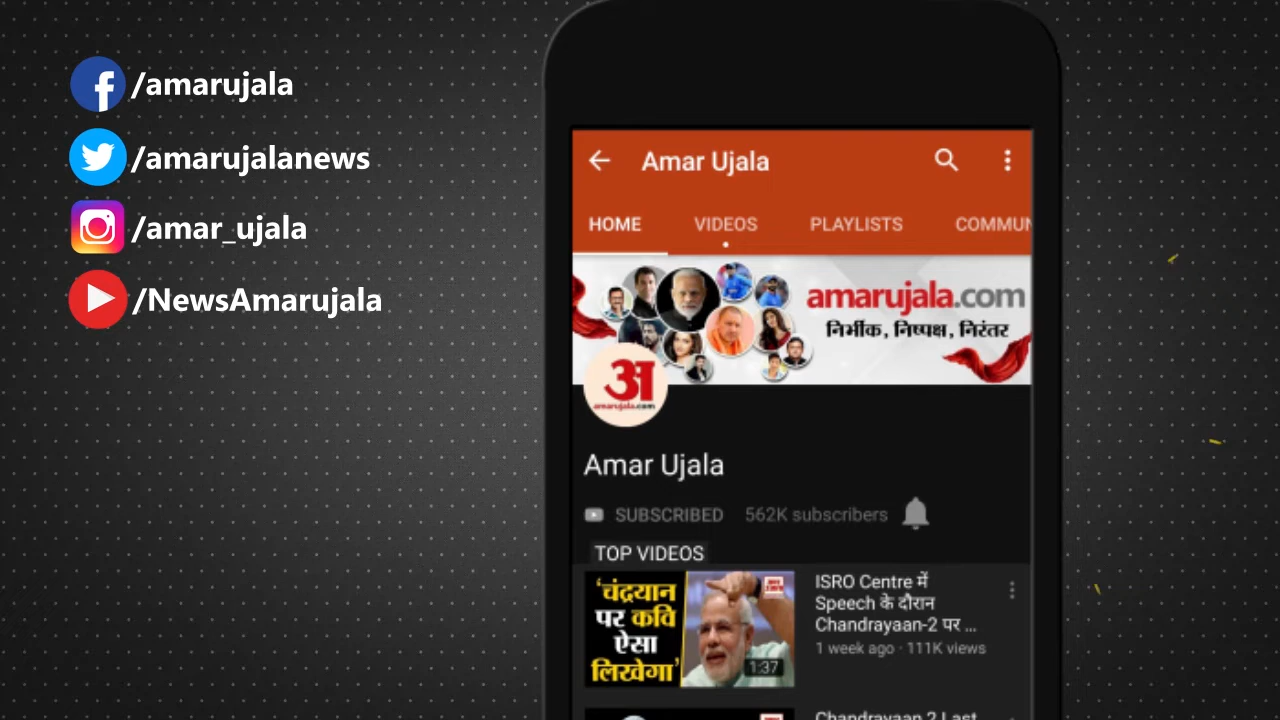 /amarujala
/amarujalanews
/amar_ujala
/NewsAmarujala
Amar Ujala
HOME VIDEOS PLAYLISTS COMMUN
amarujala.com
निर्भीक, निष्पक्ष, निरंतर
अ
amarujala.com
Amar Ujala
SUBSCRIBED 562K subscribers
TOP VIDEOS
'चंद्रयान
पर कवि
ऐसा
लिखेगा'
1:37
ISRO Centre में
Speech के दौरान
Chandrayaan-2 पर ...
1 week ago · 111K views
Chandrayaan 2 Last